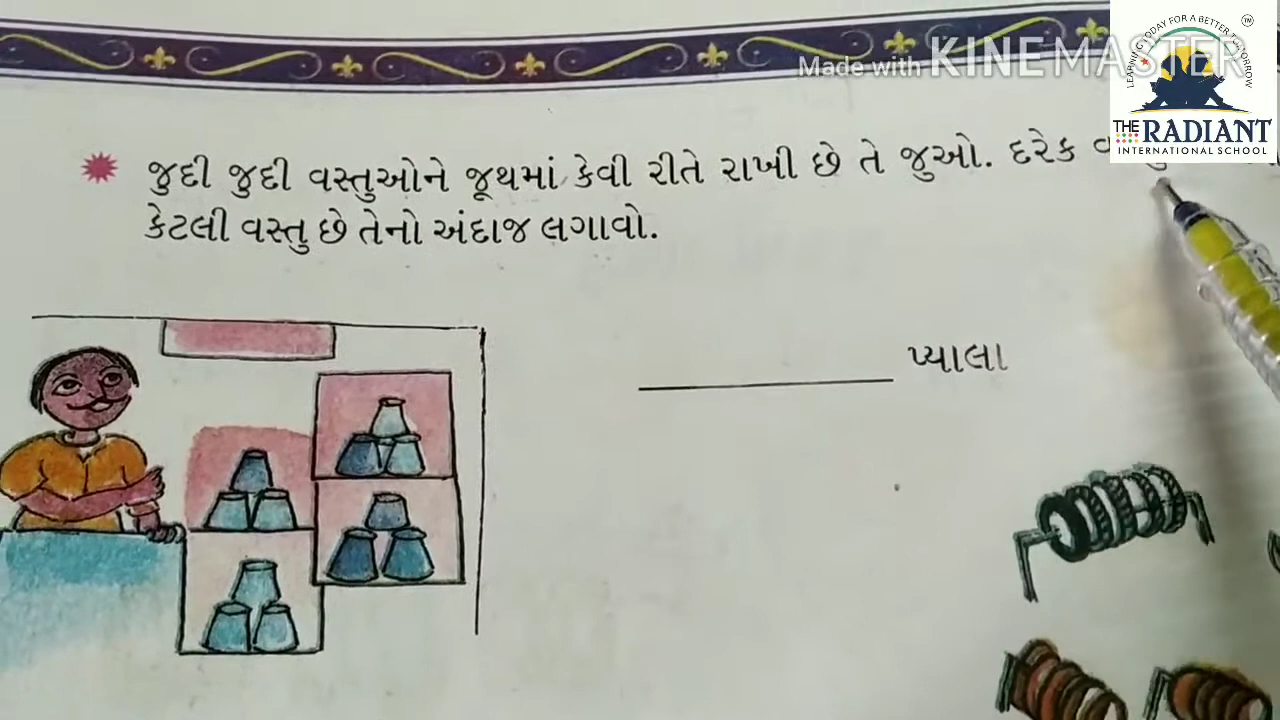 Made with KINEMASTER
LEARNING TODAY FOR A BETTER TOMORROW
TM
THE RADIANT
INTERNATIONAL SCHOOL
જુદી જુદી વસ્તુઓને જૂથમાં કેવી રીતે રાખી છે તે જુઓ. દરેક
કેટલી વસ્તુ છે તેનો અંદાજ લગાવો.
પ્યાલા